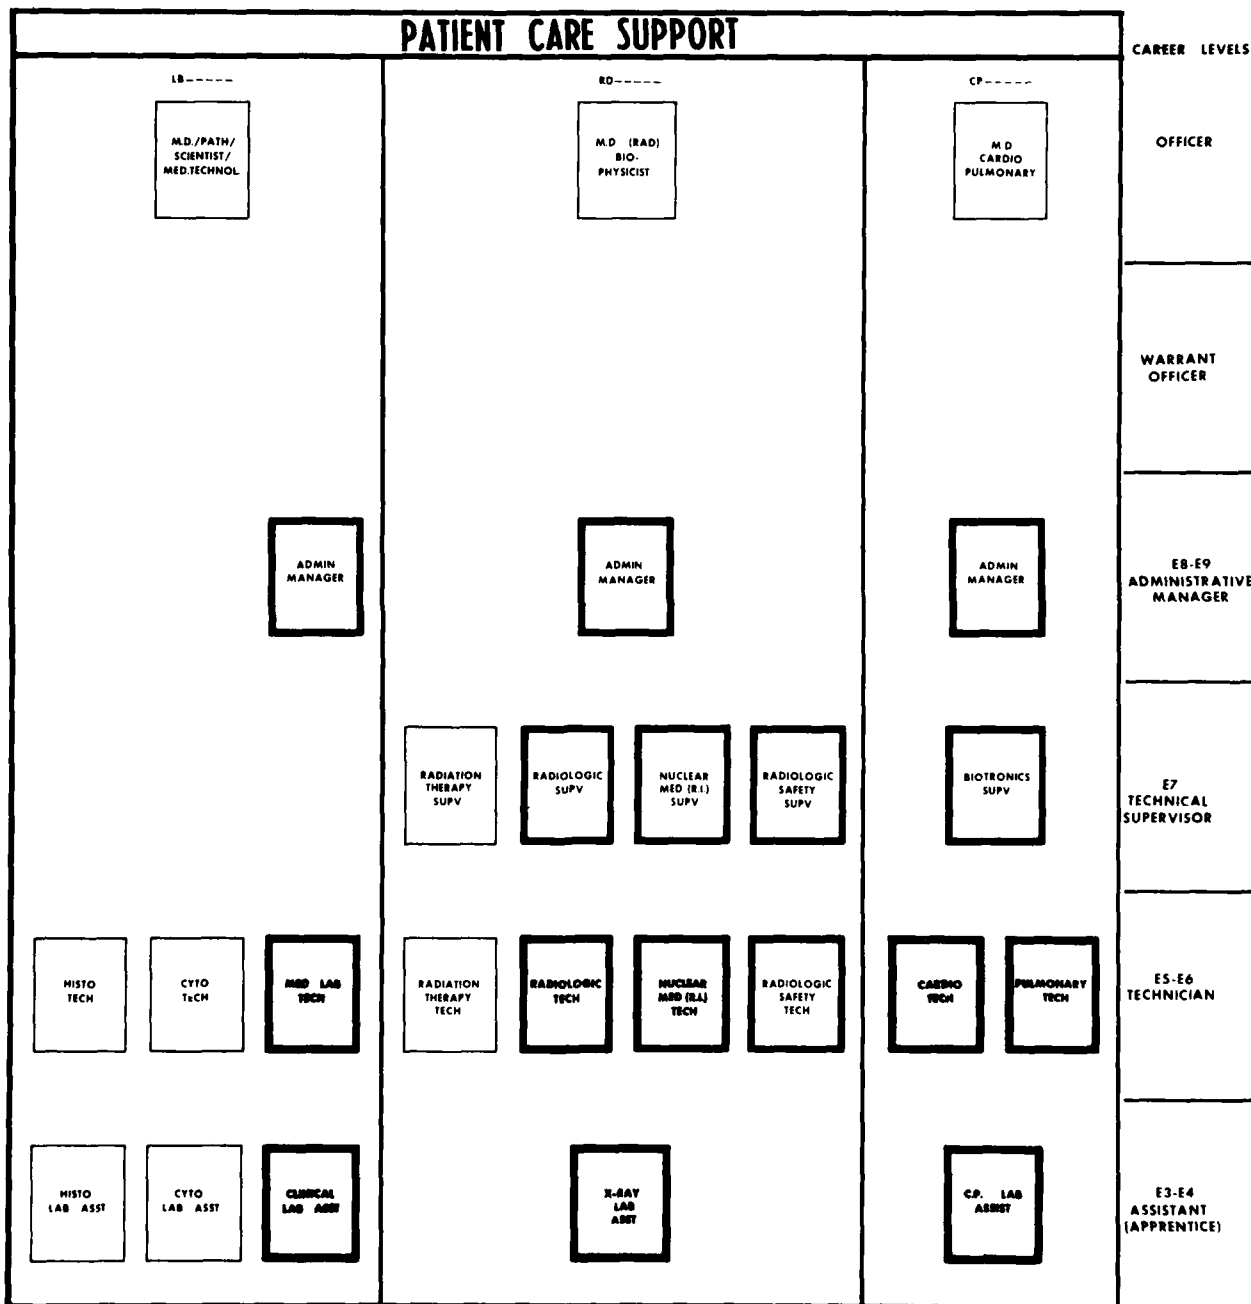 PATIENT CARE SUPPORT
CAREER LEVELS
LB-----
RD-----
CP-----
M.D./PATH/
SCIENTIST/
MED.TECHNOL.
M.D (RAD)
BIO-
PHYSICIST
M D
CARDIO
PULMONARY
OFFICER
WARRANT
OFFICER
ADMIN
MANAGER
ADMIN
MANAGER
ADMIN
MANAGER
E8-E9
ADMINISTRATIVE
MANAGER
RADIATION
THERAPY
SUPV
RADIOLOGIC
SUPV
NUCLEAR
MED (R.I.)
SUPV
RADIOLOGIC
SAFETY
SUPV
BIOTRONICS
SUPV
E7
TECHNICAL
SUPERVISOR
HISTO
TECH
CYTO
TECH
MED LAB
TECH
RADIATION
THERAPY
TECH
RADIOLOGIC
TECH
NUCLEAR
MED (R.I.)
TECH
RADIOLOGIC
SAFETY
TECH
CARDIO
TECH
PULMONARY
TECH
E5-E6
TECHNICIAN
HISTO
LAB ASST
CYTO
LAB ASST
CLINICAL
LAB ASST
X-RAY
LAB
ASST
C.P. LAB
ASSIST
E3-E4
ASSISTANT
(APPRENTICE)